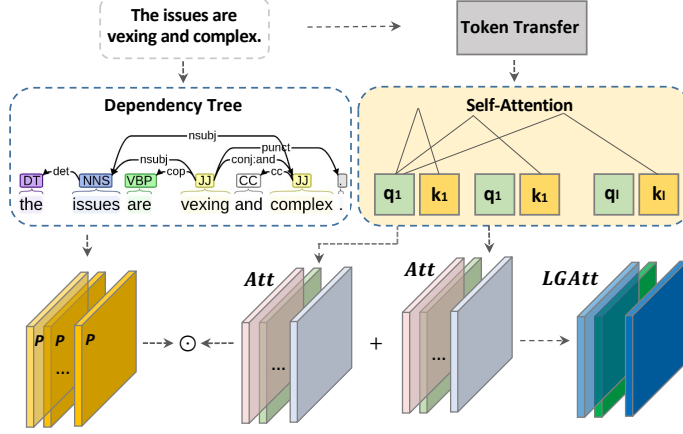 The issues are
vexing and complex.
Token Transfer
Dependency Tree
nsubj
punct
det
nsubj
cop
conj:and
cc
DT NNS VBP JJ CC JJ .
the issues are vexing and complex .
Self-Attention
q1 k1 q1 k1 ql kl
Att
Att
LGAtt
P P P
...
⊙
...
+
...